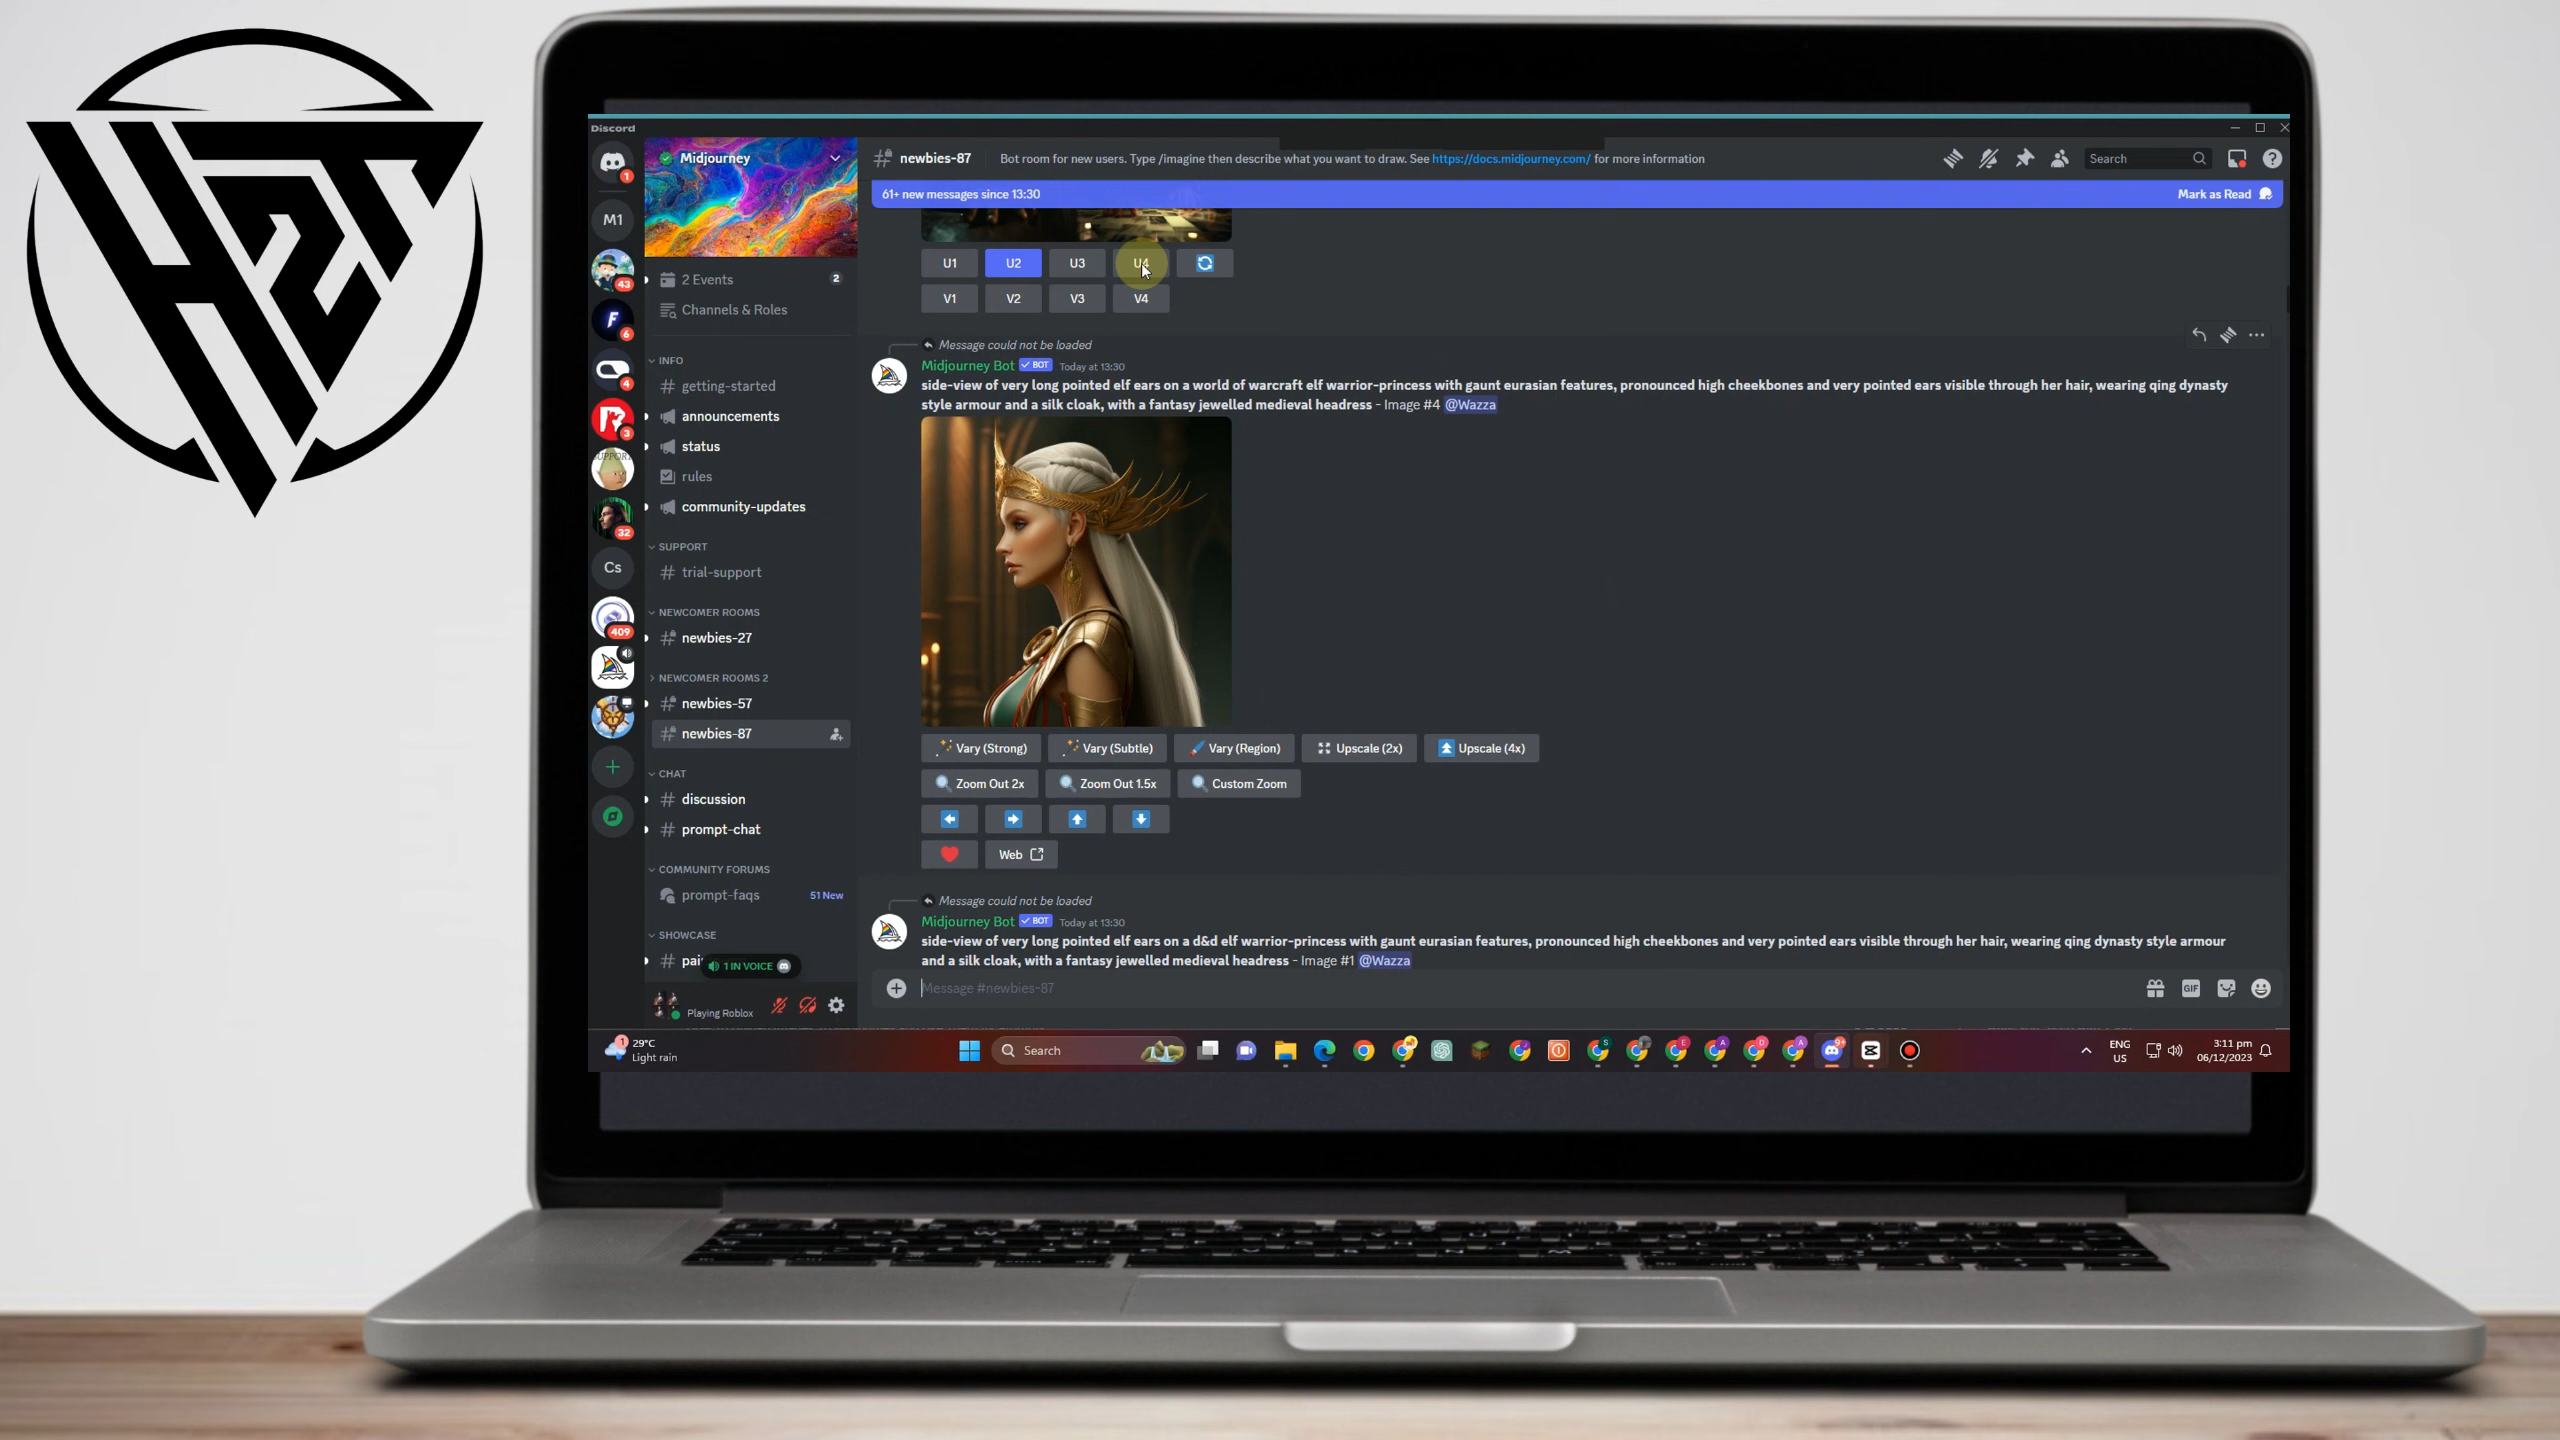 H2T
Discord
Midjourney
2 Events
2
Channels & Roles
INFO
getting-started
announcements
status
rules
community-updates
SUPPORT
trial-support
NEWCOMER ROOMS
newbies-27
NEWCOMER ROOMS 2
newbies-57
newbies-87
CHAT
discussion
prompt-chat
COMMUNITY FORUMS
prompt-faqs
51 New
SHOWCASE
1 IN VOICE
Playing Roblox
1
M1
43
F
6
4
3
SUPPORT
32
Cs
409
newbies-87
Bot room for new users. Type /imagine then describe what you want to draw. See https://docs.midjourney.com/ for more information
Search
61+ new messages since 13:30
Mark as Read
U1 U2 U3 U4
V1 V2 V3 V4
Message could not be loaded
Midjourney Bot BOT Today at 13:30
side-view of very long pointed elf ears on a world of warcraft elf warrior-princess with gaunt eurasian features, pronounced high cheekbones and very pointed ears visible through her hair, wearing qing dynasty
style armour and a silk cloak, with a fantasy jewelled medieval headress - Image #4 @Wazza
Vary (Strong) Vary (Subtle) Vary (Region) Upscale (2x) Upscale (4x)
Zoom Out 2x Zoom Out 1.5x Custom Zoom
Web
Message could not be loaded
Midjourney Bot BOT Today at 13:30
side-view of very long pointed elf ears on a d&d elf warrior-princess with gaunt eurasian features, pronounced high cheekbones and very pointed ears visible through her hair, wearing qing dynasty style armour
and a silk cloak, with a fantasy jewelled medieval headress - Image #1 @Wazza
Message #newbies-87
GIF
1
29°C
Light rain
Search
9+
ENG
US
3:11 pm
06/12/2023